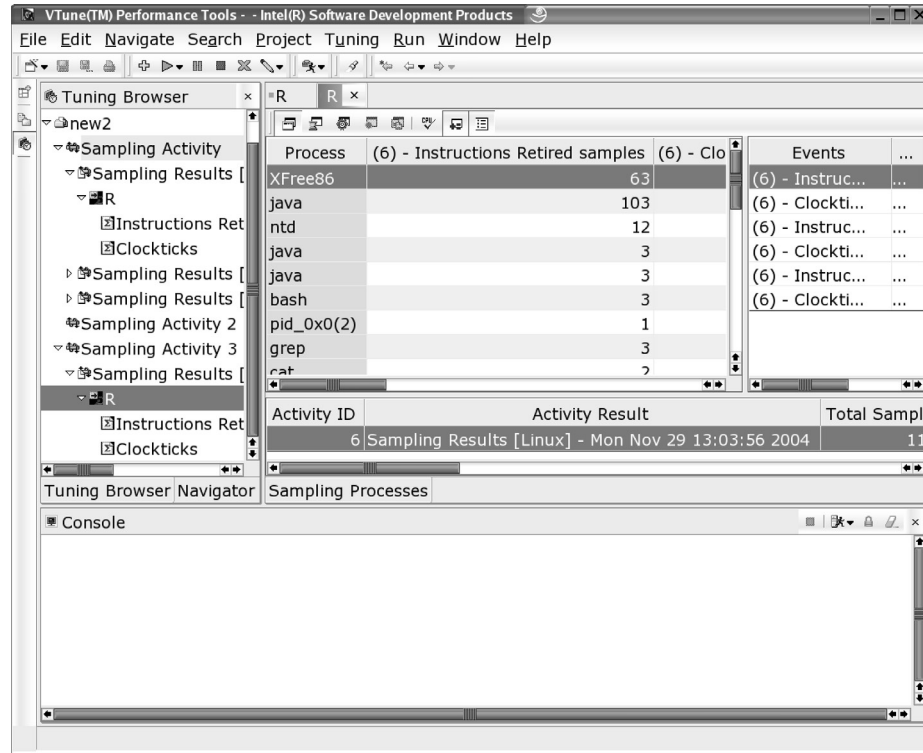 VTune(TM) Performance Tools - - Intel(R) Software Development Products
File Edit Navigate Search Project Tuning Run Window Help
Tuning Browser
new2
Sampling Activity
Sampling Results [
R
Instructions Ret
Clockticks
Sampling Results [
Sampling Results [
Sampling Activity 2
Sampling Activity 3
Sampling Results [
R
Instructions Ret
Clockticks
Tuning Browser Navigator
R R
Process (6) - Instructions Retired samples (6) - Clo
XFree86 63
java 103
ntd 12
java 3
java 3
bash 3
pid_0x0(2) 1
grep 3
cat 2
Events ...
(6) - Instruc... ...
(6) - Clockti... ...
(6) - Instruc... ...
(6) - Clockti... ...
(6) - Instruc... ...
(6) - Clockti... ...
Activity ID Activity Result Total Sampl
6 Sampling Results [Linux] - Mon Nov 29 13:03:56 2004 11
Sampling Processes
Console